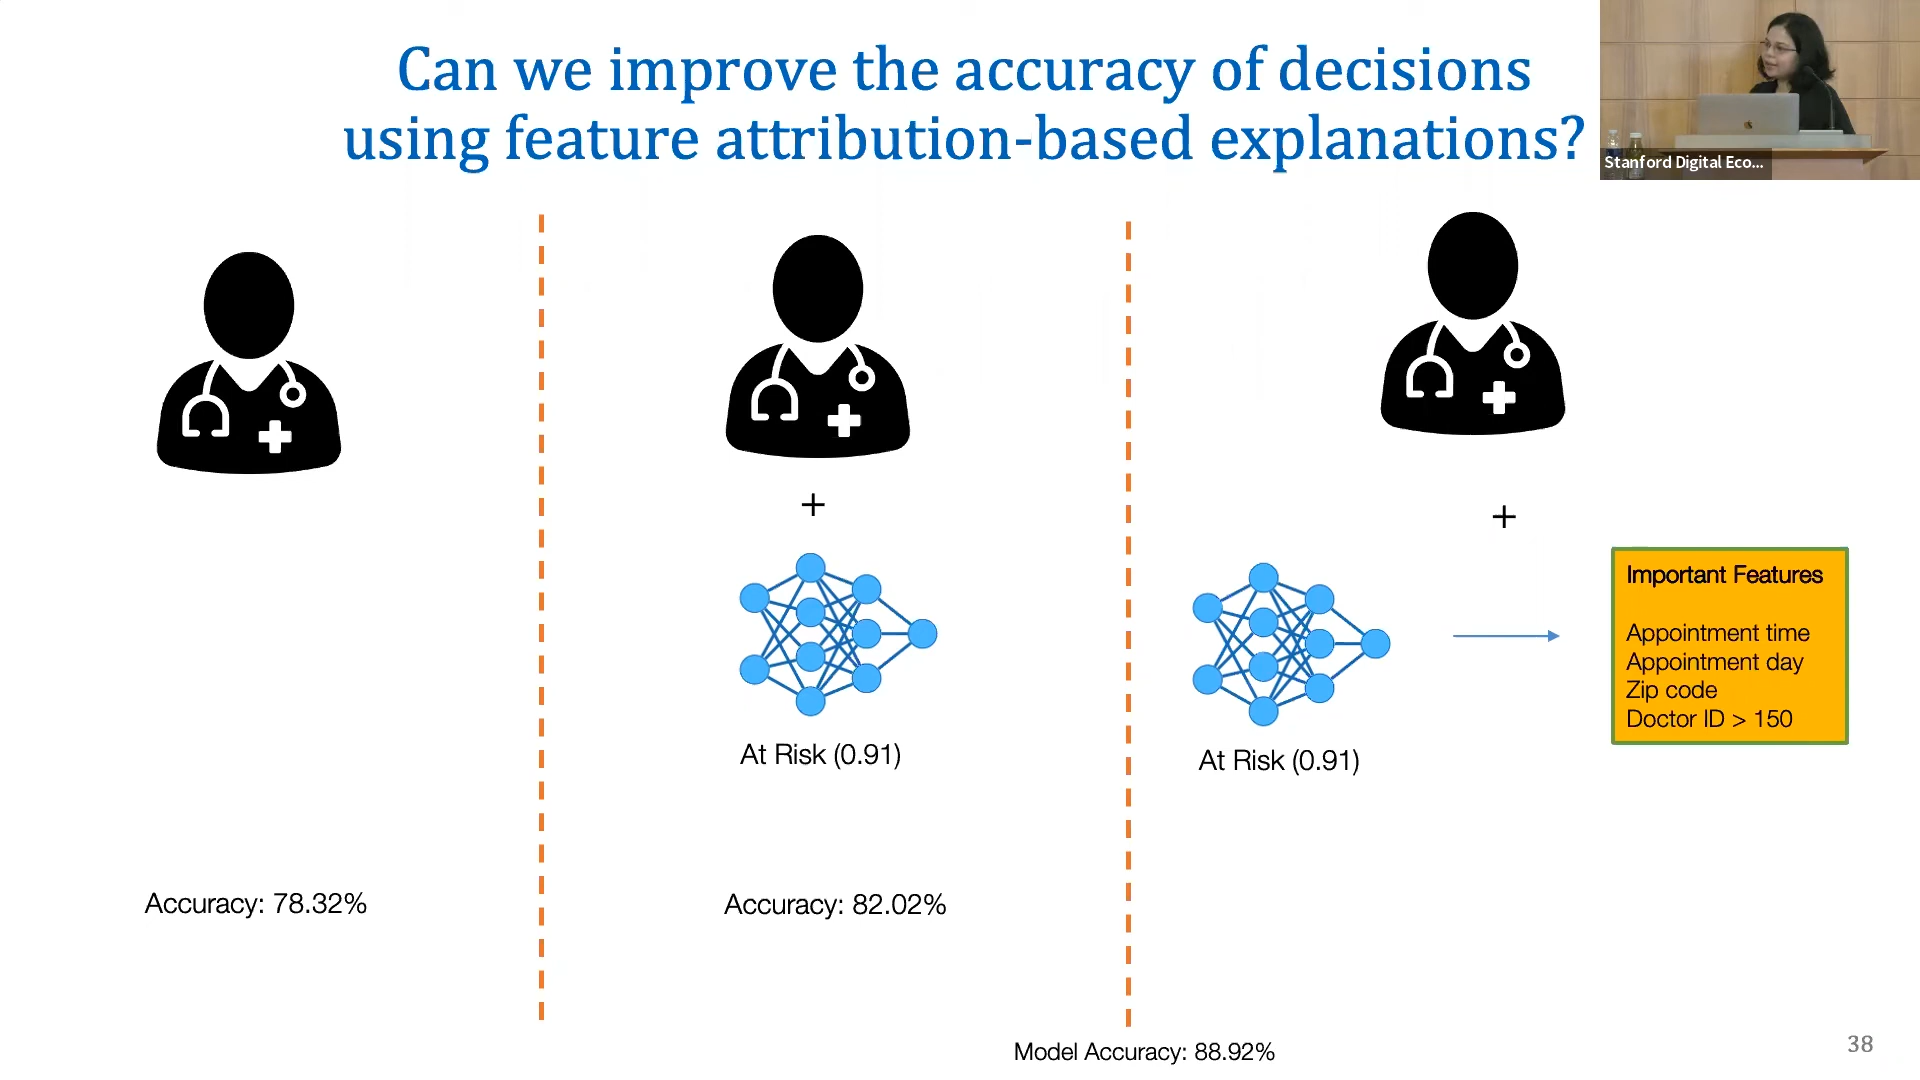 Can we improve the accuracy of decisions
using feature attribution-based explanations?
Stanford Digital Eco...
+
+
Important Features
Appointment time
Appointment day
Zip code
Doctor ID > 150
At Risk (0.91)
At Risk (0.91)
Accuracy: 78.32%
Accuracy: 82.02%
Model Accuracy: 88.92%
38